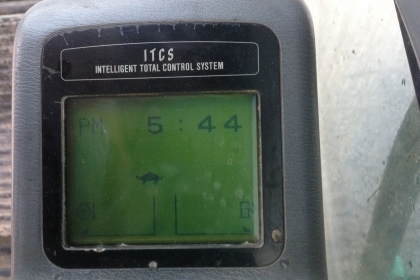 ITCS
INTELLIGENT TOTAL CONTROL SYSTEM
PM 5:44